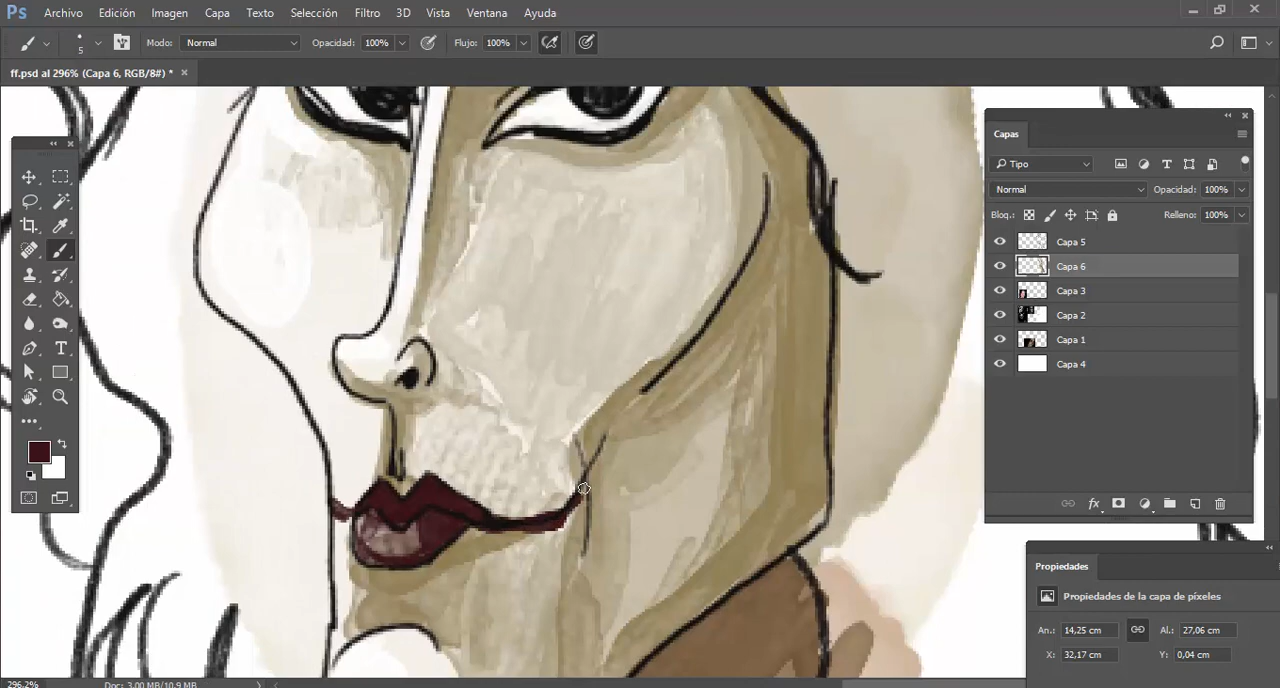 Ps Archivo Edición Imagen Capa Texto Selección Filtro 3D Vista Ventana Ayuda
5 Modo: Normal Opacidad: 100% Flujo: 100%
ff.psd al 296% (Capa 6, RGB/8#) * ×
Capas
Tipo
Normal Opacidad: 100%
Bloq.: Relleno: 100%
Capa 5
Capa 6
Capa 3
Capa 2
Capa 1
Capa 4
fx
Propiedades
Propiedades de la capa de píxeles
An.: 14,25 cm Al.: 27,06 cm
X: 32,17 cm Y: 0,04 cm
296,2% Doc: 3,00 MB/10,9 MB